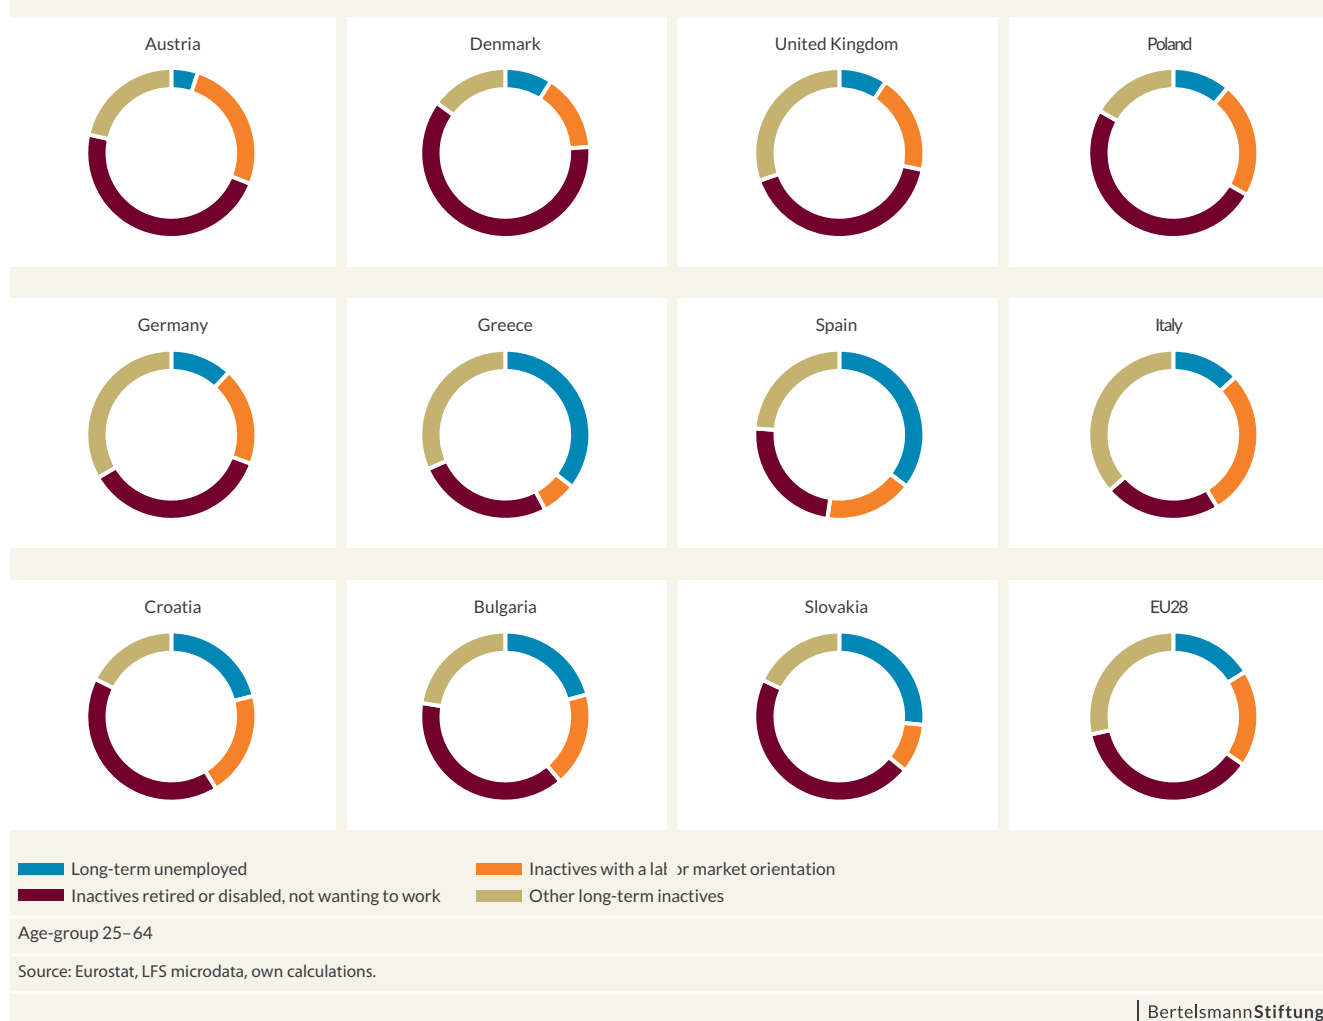 Austria Denmark United Kingdom Poland
Germany Greece Spain Italy
Croatia Bulgaria Slovakia EU28
Long-term unemployed Inactives with a lab or market orientation
Inactives retired or disabled, not wanting to work Other long-term inactives
Age-group 25–64
Source: Eurostat, LFS microdata, own calculations.
BertelsmannStiftung